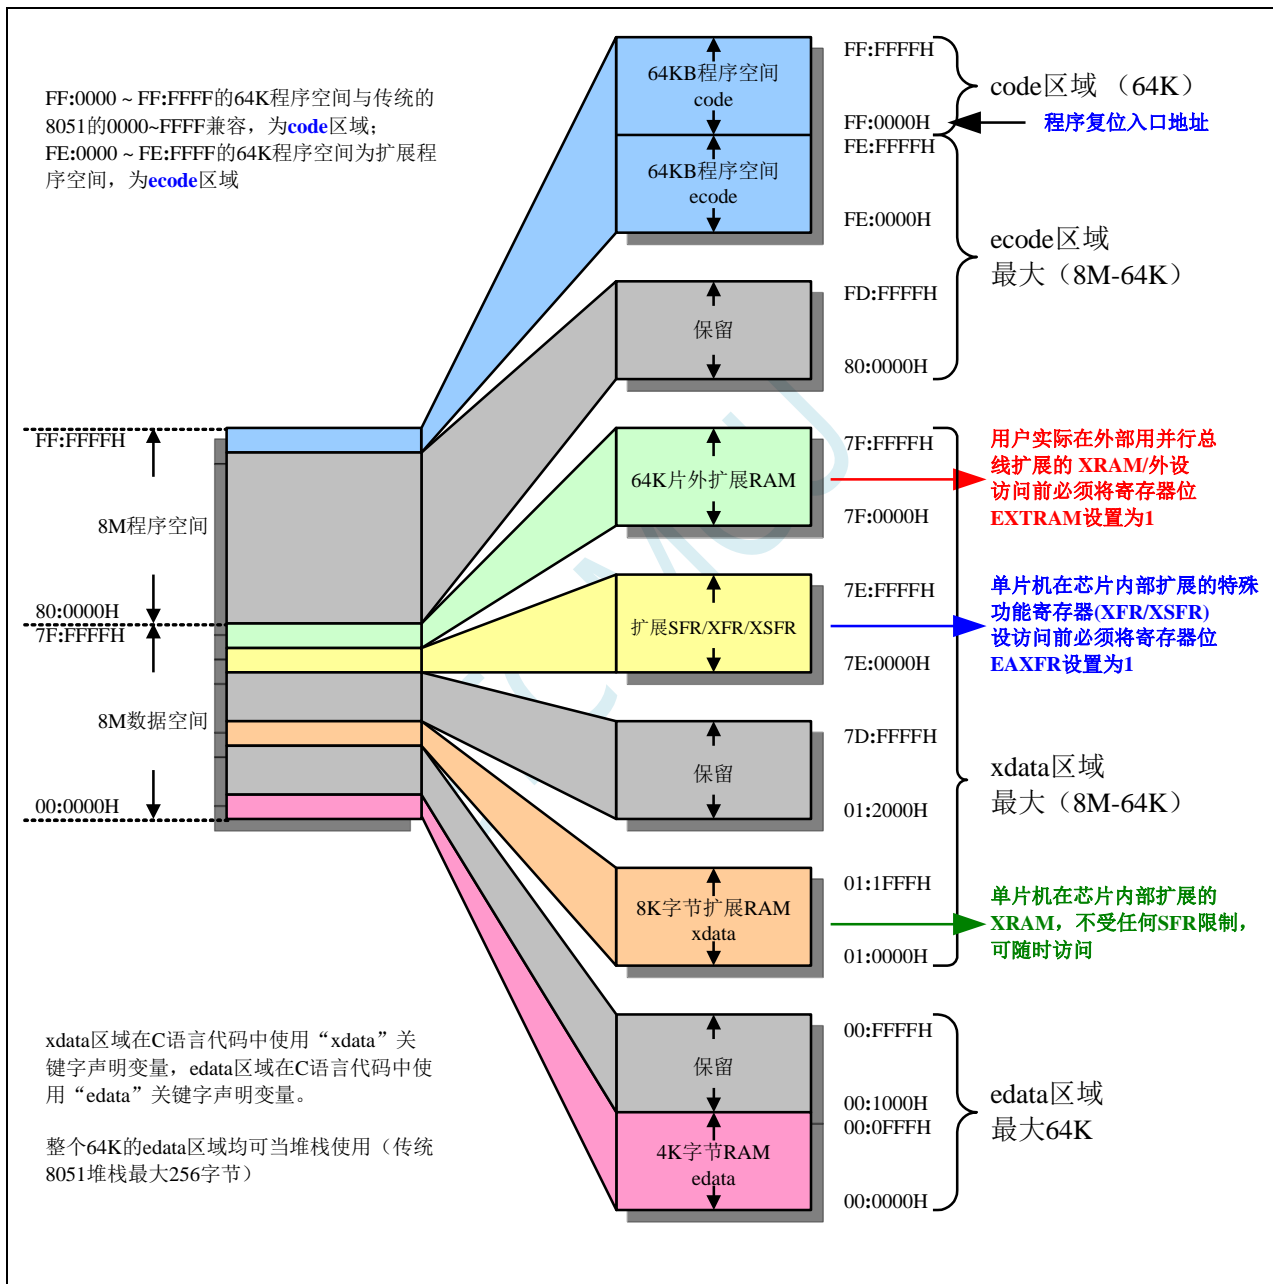 FF:0000 ~ FF:FFFF的64K程序空间与传统的
8051的0000~FFFF兼容，为code区域；
FE:0000 ~ FE:FFFF的64K程序空间为扩展程
序空间，为ecode区域
64KB程序空间
code
64KB程序空间
ecode
FF:FFFFH
FF:0000H
程序复位入口地址
FE:FFFFH
FE:0000H
code区域 （64K）
ecode区域
最大（8M-64K）
保留
FD:FFFFH
80:0000H
FF:FFFFH
8M程序空间
80:0000H
7F:FFFFH
8M数据空间
00:0000H
64K片外扩展RAM
7F:FFFFH
7F:0000H
用户实际在外部用并行总
线扩展的 XRAM/外设
访问前必须将寄存器位
EXTRAM设置为1
扩展SFR/XFR/XSFR
7E:FFFFH
7E:0000H
单片机在芯片内部扩展的特殊
功能寄存器(XFR/XSFR)
设访问前必须将寄存器位
EAXFR设置为1
保留
7D:FFFFH
01:2000H
xdata区域
最大（8M-64K）
8K字节扩展RAM
xdata
01:1FFFH
01:0000H
单片机在芯片内部扩展的
XRAM，不受任何SFR限制，
可随时访问
保留
00:FFFFH
00:1000H
00:0FFFH
4K字节RAM
edata
00:0000H
edata区域
最大64K
xdata区域在C语言代码中使用“xdata”关
键字声明变量，edata区域在C语言代码中使
用“edata”关键字声明变量。
整个64K的edata区域均可当堆栈使用（传统
8051堆栈最大256字节）